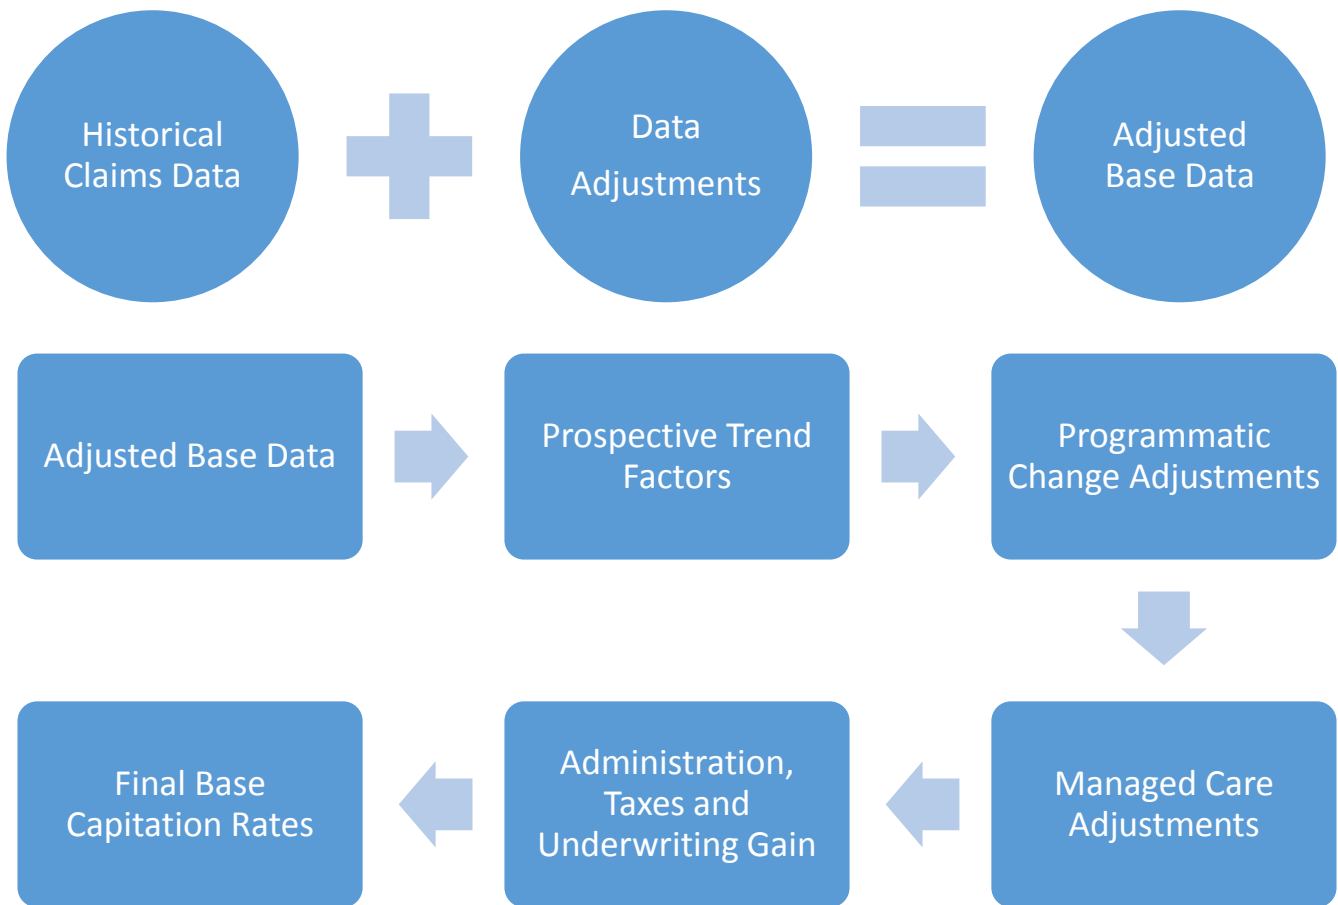 Historical
Claims Data
Data
Adjustments
Adjusted
Base Data
Adjusted Base Data
Prospective Trend
Factors
Programmatic
Change Adjustments
Managed Care
Adjustments
Administration,
Taxes and
Underwriting Gain
Final Base
Capitation Rates